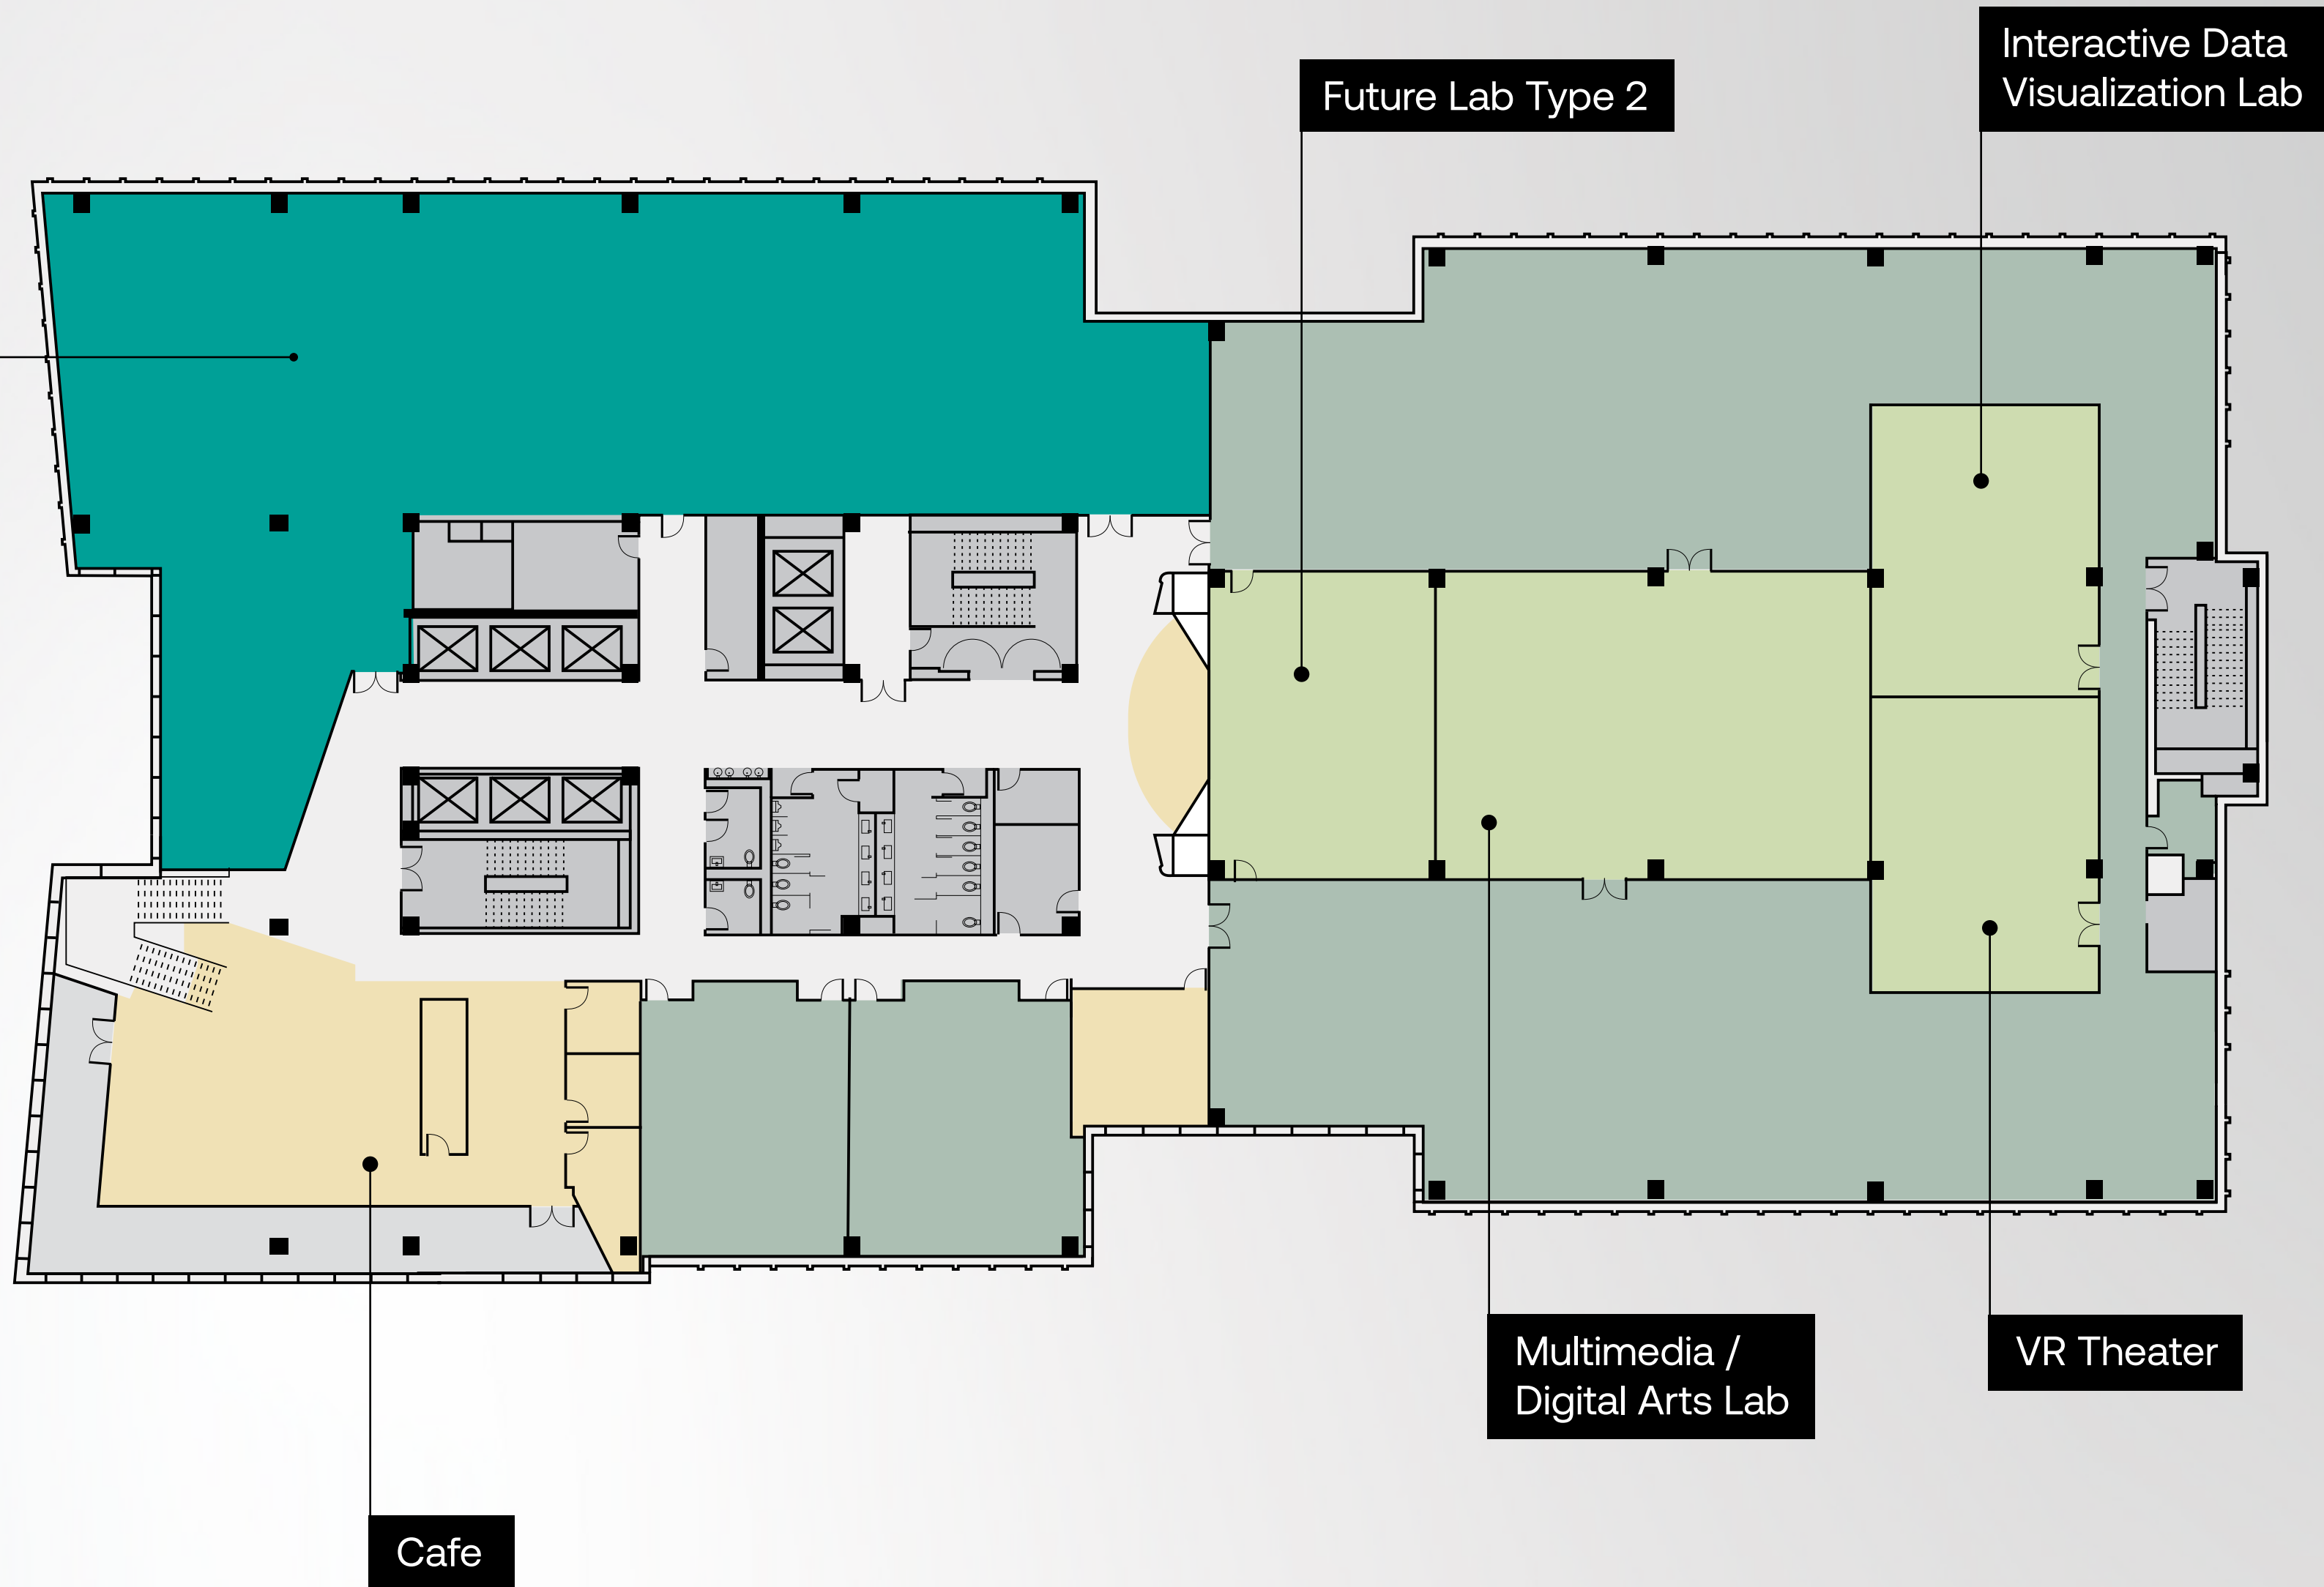 Interactive Data
Visualization Lab
Future Lab Type 2
Multimedia /
Digital Arts Lab
VR Theater
Cafe